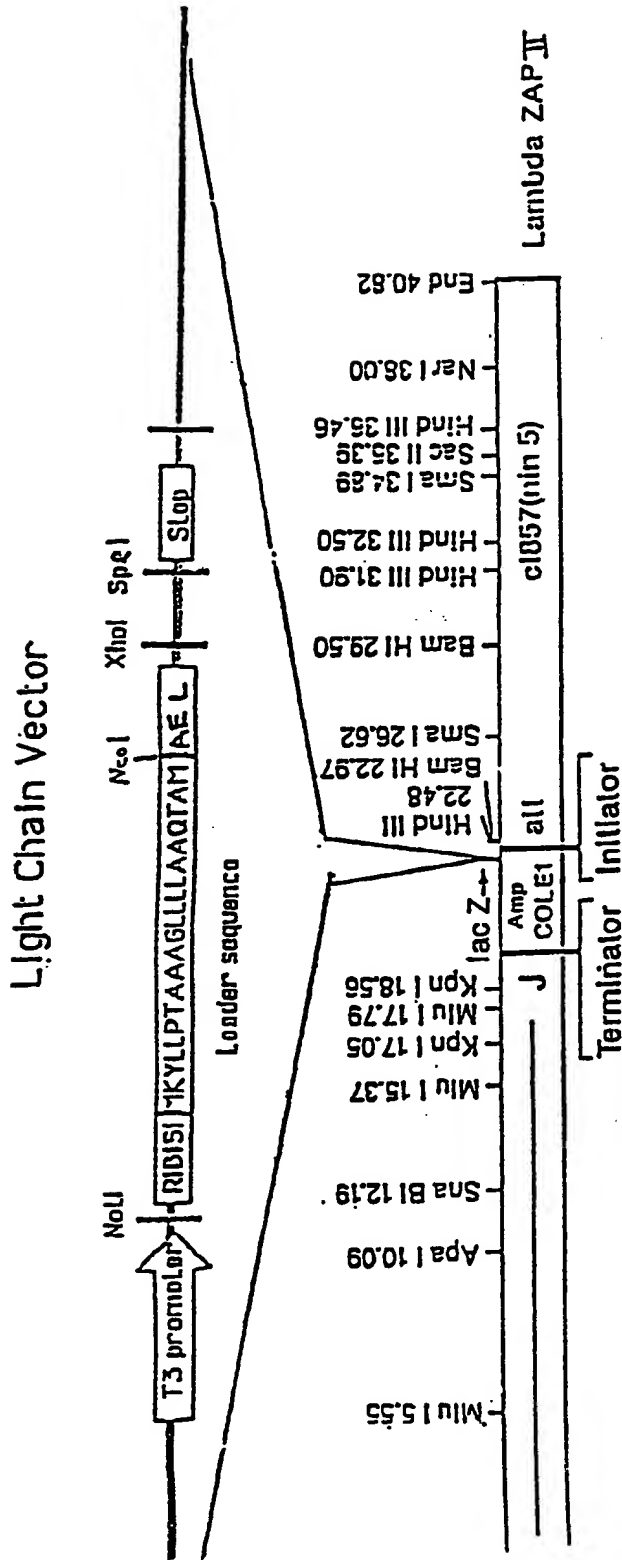 Light Chain Vector
T3 promoter
NotI
RIBISI
MKYLLPTAAAGLLLLAAQTAM
NcoI
AE L
XhoI
SpeI
Stop
Leader sequence
Mlu I 5.55
Apa I 10.09
Sna BI 12.19
Mlu I 15.37
Kpn I 17.05
Mlu I 17.79
Kpn I 18.56
lac Z→
Hind III
22.48
Bam HI 22.97
Sma I 26.62
Bam HI 29.50
Hind III 31.90
Hind III 32.50
Sma I 34.89
Sac II 35.39
Hind III 35.46
Nar I 38.00
End 40.82
J
Amp
COLE1
att
cI857(nin 5)
Terminator
Initiator
Lambda ZAP II